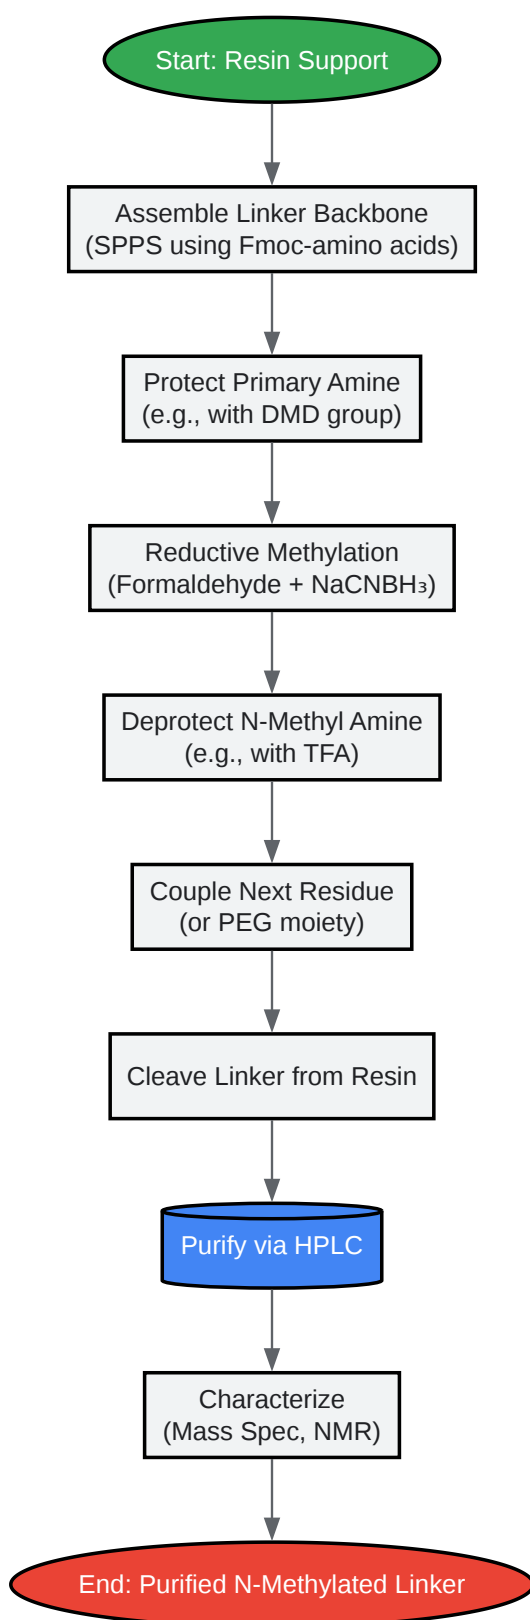 Start: Resin Support
Assemble Linker Backbone
(SPPS using Fmoc-amino acids)
Protect Primary Amine
(e.g., with DMD group)
Reductive Methylation
(Formaldehyde + NaCNBH₃)
Deprotect N-Methyl Amine
(e.g., with TFA)
Couple Next Residue
(or PEG moiety)
Cleave Linker from Resin
Purify via HPLC
Characterize
(Mass Spec, NMR)
End: Purified N-Methylated Linker